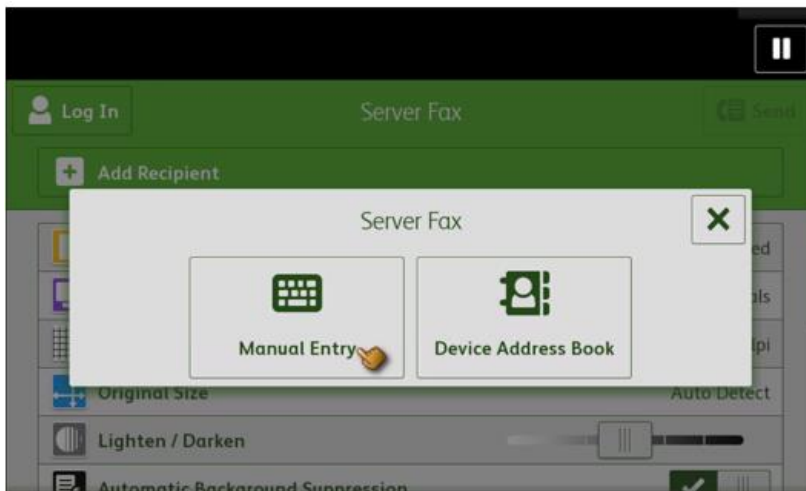 Log In
Server Fax
Send
Add Recipient
Server Fax
Manual Entry
Device Address Book
Original Size
Auto Detect
Lighten / Darken
Automatic Background Suppression